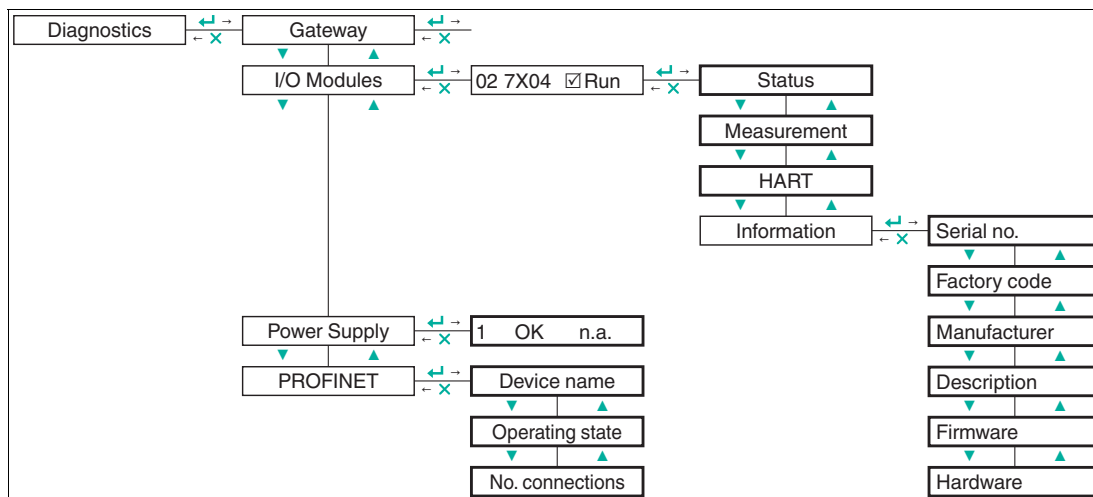 Diagnostics
Gateway
I/O Modules
02 7X04 ☑Run
Status
Measurement
HART
Information
Serial no.
Factory code
Manufacturer
Description
Firmware
Hardware
Power Supply
1 OK n.a.
PROFINET
Device name
Operating state
No. connections